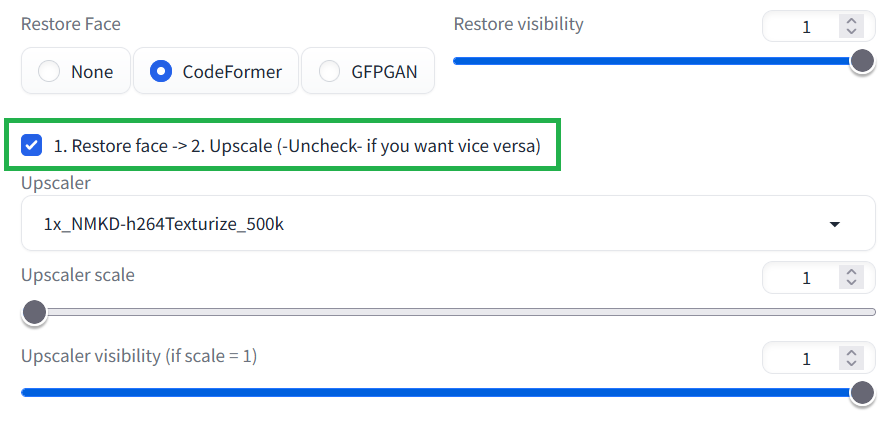 Restore Face
Restore visibility
1
None
CodeFormer
GFPGAN
1. Restore face -> 2. Upscale (-Uncheck- if you want vice versa)
Upscaler
1x_NMKD-h264Texturize_500k
Upscaler scale
1
Upscaler visibility (if scale = 1)
1